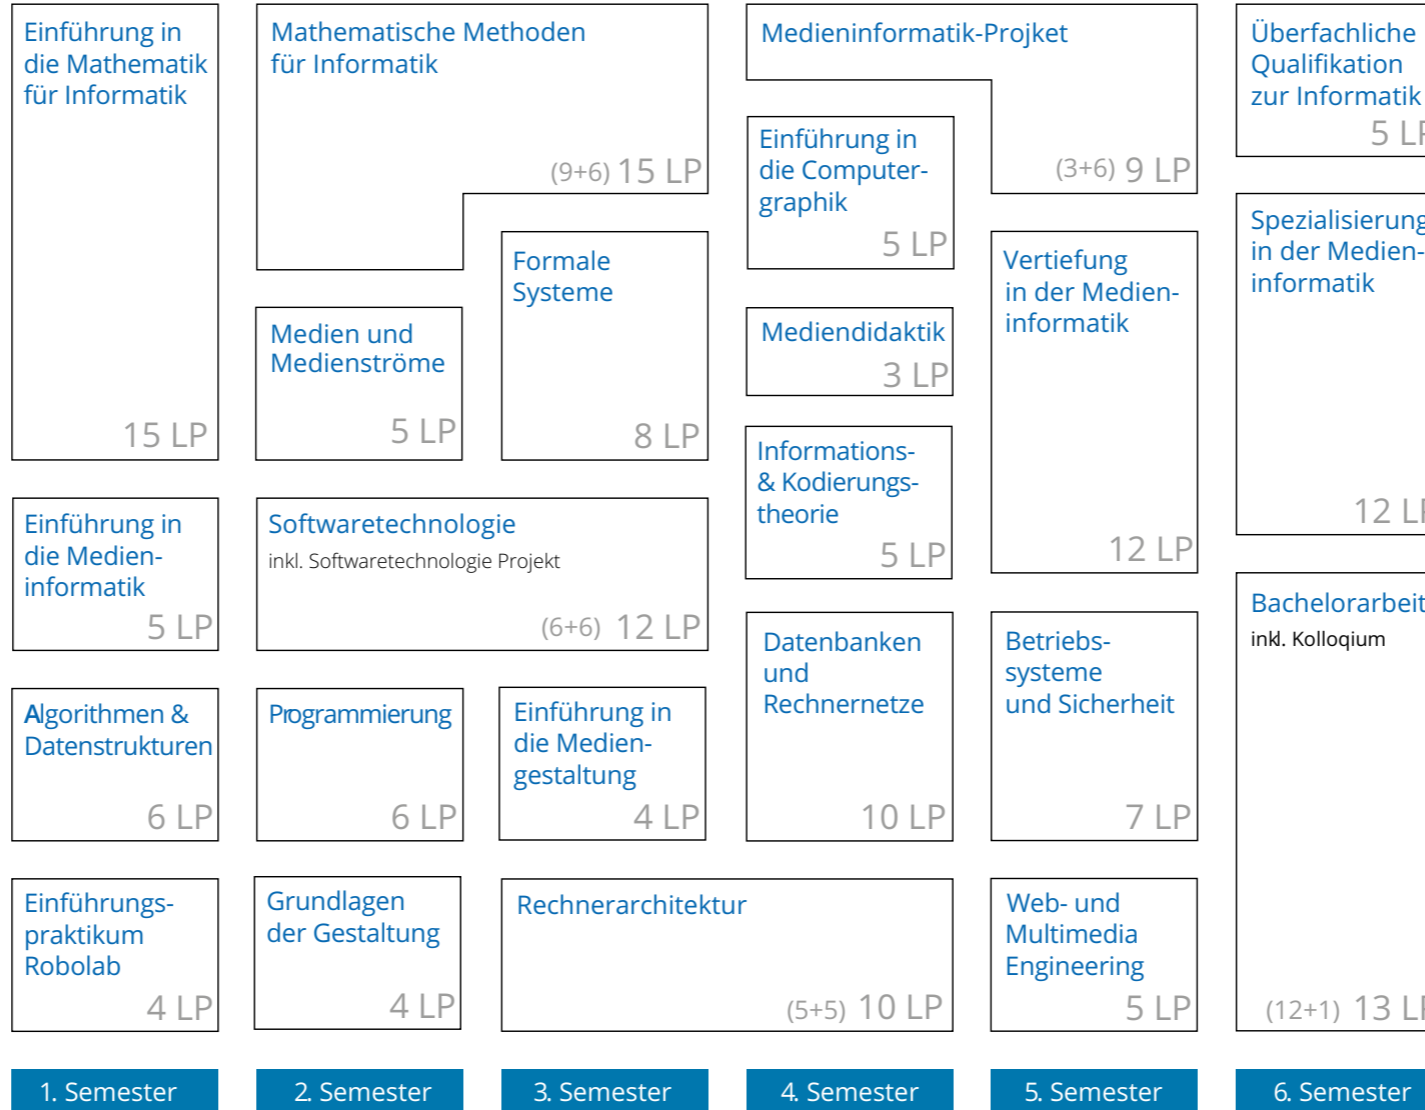 Einführung in
die Mathematik
für Informatik
15 LP
Einführung in
die Medien-
informatik
5 LP
Algorithmen &
Datenstrukturen
6 LP
Einführungs-
praktikum
Robolab
4 LP
Mathematische Methoden
für Informatik
(9+6) 15 LP
Medien und
Medienströme
5 LP
Formale
Systeme
8 LP
Softwaretechnologie
inkl. Softwaretechnologie Projekt
(6+6) 12 LP
Programmierung
6 LP
Einführung in
die Medien-
gestaltung
4 LP
Grundlagen
der Gestaltung
4 LP
Rechnerarchitektur
(5+5) 10 LP
Medieninformatik-Projket
(3+6) 9 LP
Einführung in
die Computer-
graphik
5 LP
Mediendidaktik
3 LP
Informations-
& Kodierungs-
theorie
5 LP
Datenbanken
und
Rechnernetze
10 LP
Vertiefung
in der Medien-
informatik
12 LP
Betriebs-
systeme
und Sicherheit
7 LP
Web- und
Multimedia
Engineering
5 LP
Überfachliche
Qualifikation
zur Informatik
5 LP
Spezialisierung
in der Medien-
informatik
12 LP
Bachelorarbeit
inkl. Kolloqium
(12+1) 13 LP
1. Semester
2. Semester
3. Semester
4. Semester
5. Semester
6. Semester